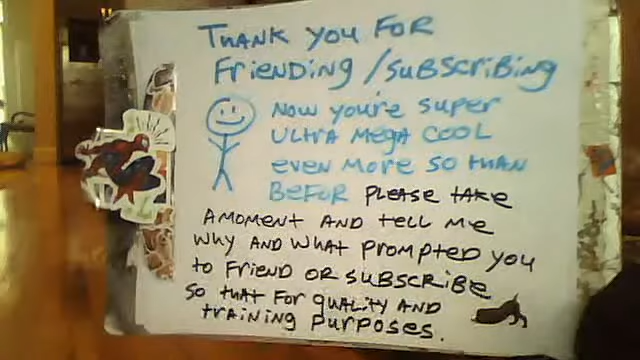 THANK YOU FOR
FriENDiNG/SUBSCRiBiNG
NOW YOU'RE SUPER
ULtRA MEGA COOL
EVEN MORE SO tHAN
BEFOR PLEASE tAKE
A MOMENt AND tELL ME
WHY AND WHAt PROMPtED YOU
tO FRiEND OR SUBSCRiBE
SO tHAt FOR QUALitY AND
tRAiNiNG PURPOSES.